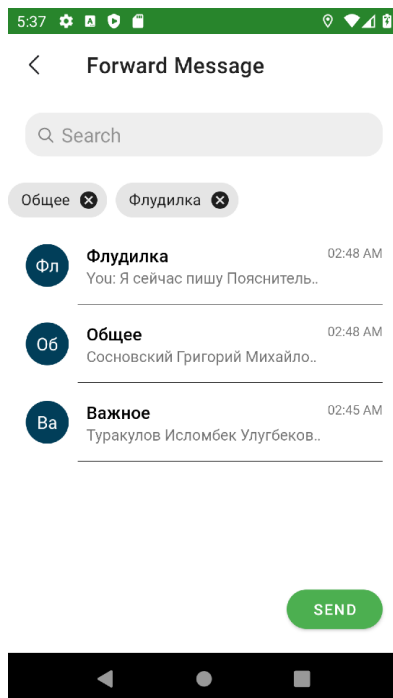 5:37
Forward Message
Search
Общее
Флудилка
Фл
Флудилка
02:48 AM
You: Я сейчас пишу Пояснитель..
Об
Общее
02:48 AM
Сосновский Григорий Михайло..
Ва
Важное
02:45 AM
Туракулов Исломбек Улугбеков..
SEND